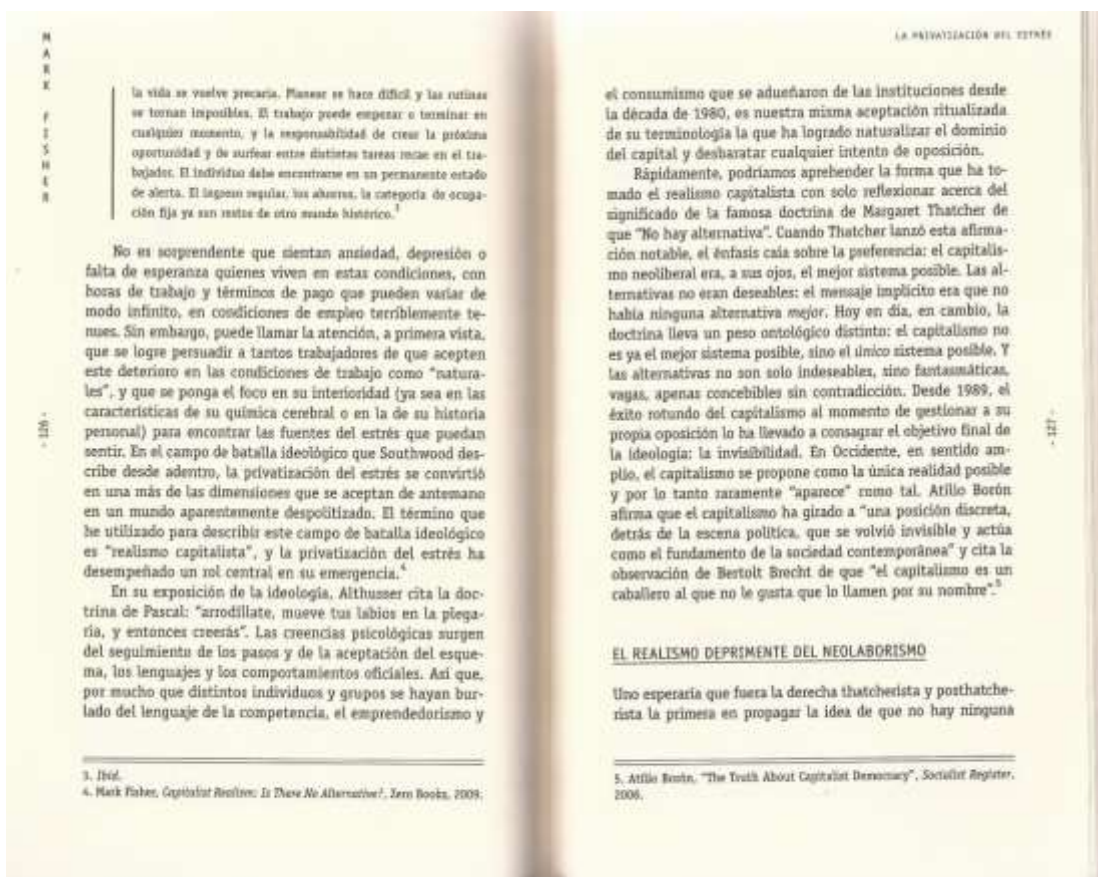 MARK FISHER
la vida se vuelve precaria. Planear se hace difícil y las rutinas
se tornan imposibles. El trabajo puede empezar o terminar en
cualquier momento, y la responsabilidad de crear la próxima
oportunidad y de surfear entre distintas tareas recae en el tra-
bajador. El individuo debe encontrarse en un permanente estado
de alerta. El ingreso regular, los ahorros, la categoría de ocupa-
ción fija ya son restos de otro mundo histórico.3
No es sorprendente que sientan ansiedad, depresión o
falta de esperanza quienes viven en estas condiciones, con
horas de trabajo y términos de pago que pueden variar de
modo infinito, en condiciones de empleo terriblemente te-
nues. Sin embargo, puede llamar la atención, a primera vista,
que se logre persuadir a tantos trabajadores de que acepten
este deterioro en las condiciones de trabajo como "natura-
les", y que se ponga el foco en su interioridad (ya sea en las
características de su química cerebral o en la de su historia
personal) para encontrar las fuentes del estrés que puedan
sentir. En el campo de batalla ideológico que Southwood des-
cribe desde adentro, la privatización del estrés se convirtió
en una más de las dimensiones que se aceptan de antemano
en un mundo aparentemente despolitizado. El término que
he utilizado para describir este campo de batalla ideológico
es "realismo capitalista", y la privatización del estrés ha
desempeñado un rol central en su emergencia.4
En su exposición de la ideología, Althusser cita la doc-
trina de Pascal: "arrodíllate, mueve tus labios en la plega-
ria, y entonces creerás". Las creencias psicológicas surgen
del seguimiento de los pasos y de la aceptación del esque-
ma, los lenguajes y los comportamientos oficiales. Así que,
por mucho que distintos individuos y grupos se hayan bur-
lado del lenguaje de la competencia, el emprendedorismo y
3. Ibid.
4. Mark Fisher, Capitalist Realism: Is There No Alternative?, Zero Books, 2009.
- 126 -
LA PRIVATIZACIÓN DEL ESTRÉS
el consumismo que se adueñaron de las instituciones desde
la década de 1980, es nuestra misma aceptación ritualizada
de su terminología la que ha logrado naturalizar el dominio
del capital y desbaratar cualquier intento de oposición.
Rápidamente, podríamos aprehender la forma que ha to-
mado el realismo capitalista con solo reflexionar acerca del
significado de la famosa doctrina de Margaret Thatcher de
que "No hay alternativa". Cuando Thatcher lanzó esta afirma-
ción notable, el énfasis caía sobre la preferencia: el capitalis-
mo neoliberal era, a sus ojos, el mejor sistema posible. Las al-
ternativas no eran deseables: el mensaje implícito era que no
había ninguna alternativa mejor. Hoy en día, en cambio, la
doctrina lleva un peso ontológico distinto: el capitalismo no
es ya el mejor sistema posible, sino el único sistema posible. Y
las alternativas no son solo indeseables, sino fantasmáticas,
vagas, apenas concebibles sin contradicción. Desde 1989, el
éxito rotundo del capitalismo al momento de gestionar a su
propia oposición lo ha llevado a consagrar el objetivo final de
la ideología: la invisibilidad. En Occidente, en sentido am-
plio, el capitalismo se propone como la única realidad posible
y por lo tanto raramente "aparece" como tal. Atilio Borón
afirma que el capitalismo ha girado a "una posición discreta,
detrás de la escena política, que se volvió invisible y actúa
como el fundamento de la sociedad contemporánea" y cita la
observación de Bertolt Brecht de que "el capitalismo es un
caballero al que no le gusta que lo llamen por su nombre".5
EL REALISMO DEPRIMENTE DEL NEOLABORISMO
Uno esperaría que fuera la derecha thatcherista y posthatche-
rista la primera en propagar la idea de que no hay ninguna
5. Atilio Borón, "The Truth About Capitalist Democracy", Socialist Register,
2006.
- 127 -